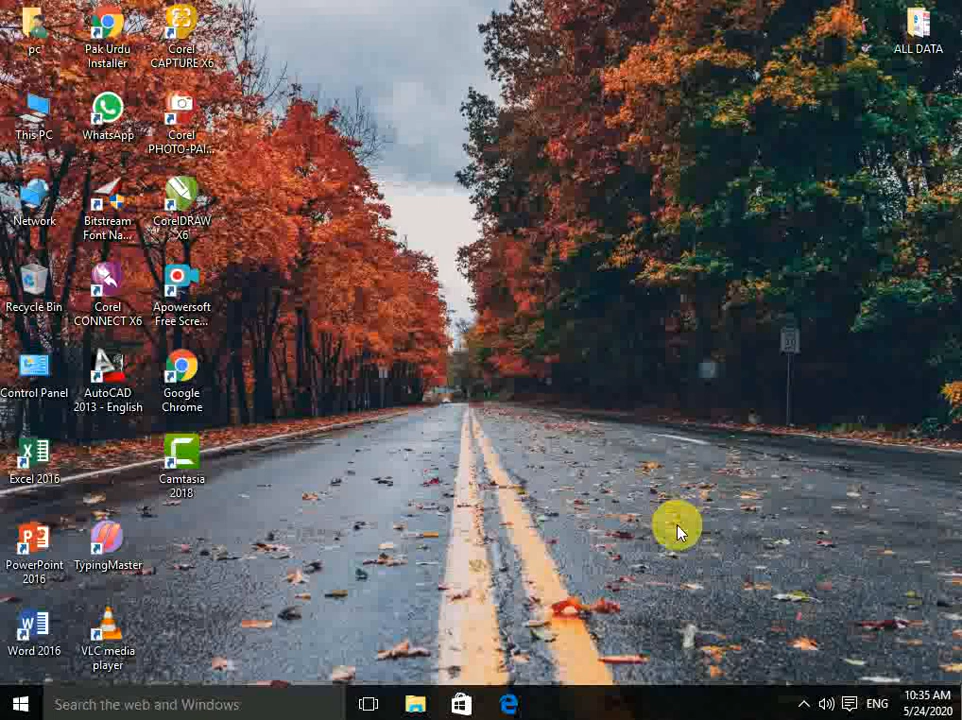 pc
Pak Urdu
Installer
Corel
CAPTURE X6
ALL DATA
This PC
WhatsApp
Corel
PHOTO-PAI...
Network
Bitstream
Font Na...
CorelDRAW
X6
Recycle Bin
Corel
CONNECT X6
Apowersoft
Free Scre...
Control Panel
AutoCAD
2013 - English
Google
Chrome
Excel 2016
Camtasia
2018
PowerPoint
2016
TypingMaster
Word 2016
VLC media
player
Search the web and Windows
ENG
10:35 AM
5/24/2020